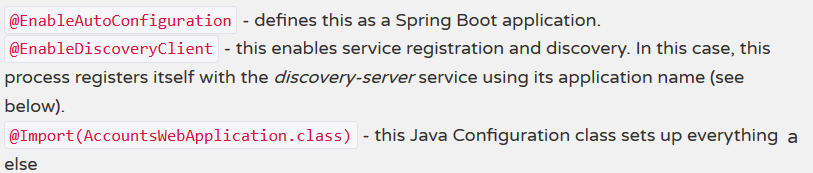 @EnableAutoConfiguration - defines this as a Spring Boot application.
@EnableDiscoveryClient - this enables service registration and discovery. In this case, this
process registers itself with the discovery-server service using its application name (see
below).
@Import(AccountsWebApplication.class) - this Java Configuration class sets up everything a
else